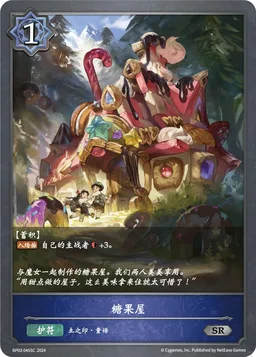 1
【蓄积】
入场曲 自己的主战者+3。
与魔女一起制作的糖果屋。我们两人美美享用。
“用甜点做的屋子，这么美味拿来住就太可惜了！”
糖果屋
护符 土之印·童话
SR
BP03-045SC 2024
© Cygames, Inc. Published by NetEase Games